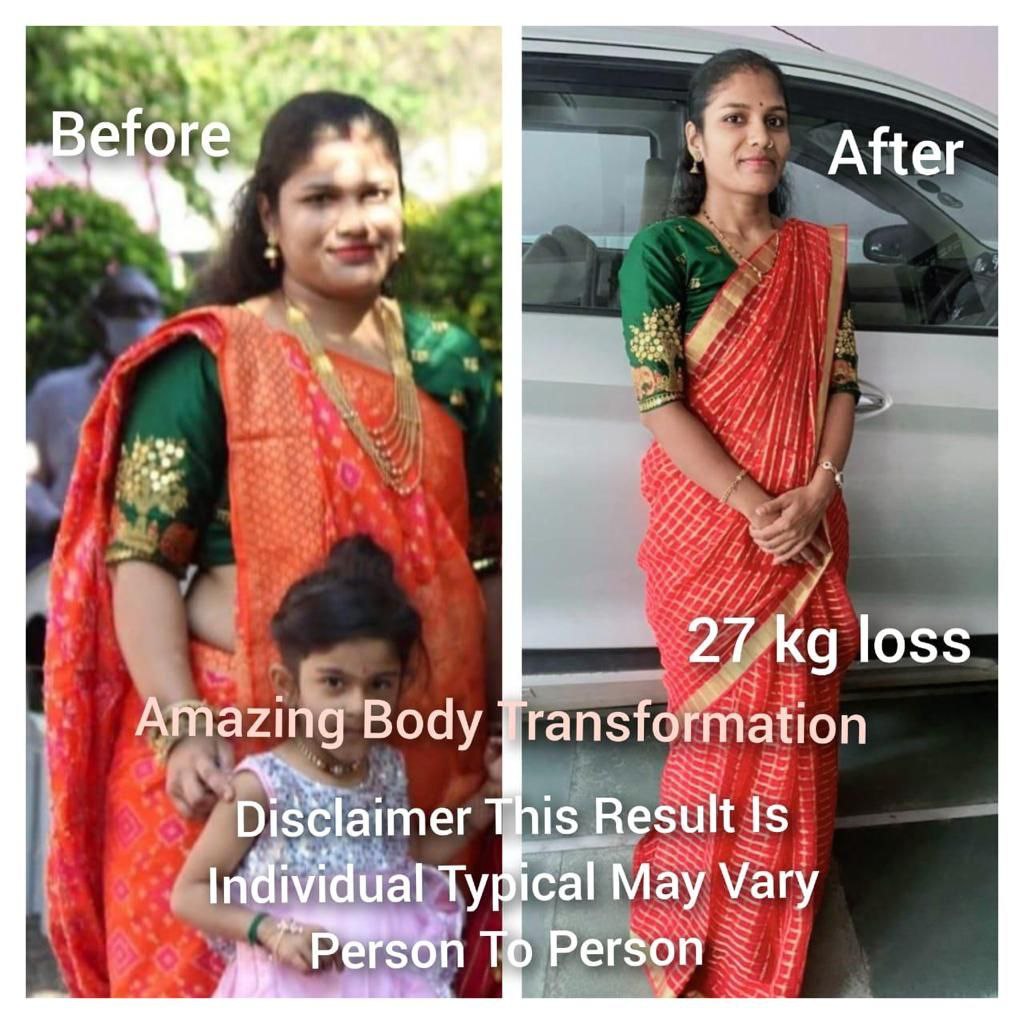 Before
After
27 kg loss
Amazing Body Transformation
Disclaimer This Result Is
Individual Typical May Vary
Person To Person